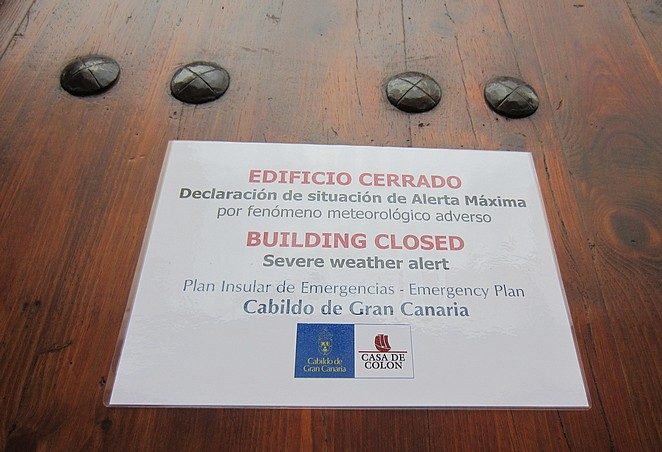 EDIFICIO CERRADO
Declaración de situación de Alerta Máxima
por fenómeno meteorológico adverso
BUILDING CLOSED
Severe weather alert
Plan Insular de Emergencias - Emergency Plan
Cabildo de Gran Canaria
Cabildo de
Gran Canaria
CASA DE
COLON